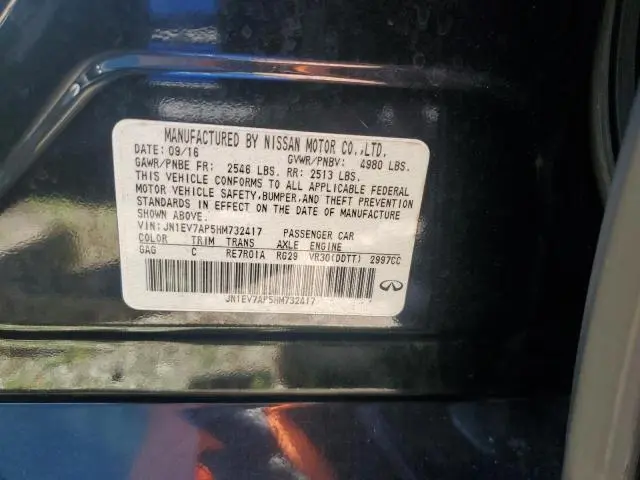 MANUFACTURED BY NISSAN MOTOR CO.,LTD.
DATE: 09/16 GVWR/PNBV: 4980 LBS.
GAWR/PNBE FR: 2546 LBS. RR: 2513 LBS.
THIS VEHICLE CONFORMS TO ALL APPLICABLE FEDERAL
MOTOR VEHICLE SAFETY,BUMPER,AND THEFT PREVENTION
STANDARDS IN EFFECT ON THE DATE OF MANUFACTURE
SHOWN ABOVE.
VIN: JN1EV7AP5HM732417 PASSENGER CAR
COLOR TRIM TRANS AXLE ENGINE
GAG C RE7R01A RG29 VR30(DDTT) 2997CC
JN1EV7AP5HM732417